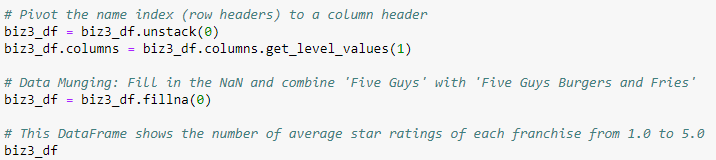 # Pivot the name index (row headers) to a column header
biz3_df = biz3_df.unstack(0)
biz3_df.columns = biz3_df.columns.get_level_values(1)
# Data Munging: Fill in the NaN and combine 'Five Guys' with 'Five Guys Burgers and Fries'
biz3_df = biz3_df.fillna(0)
# This DataFrame shows the number of average star ratings of each franchise from 1.0 to 5.0
biz3_df